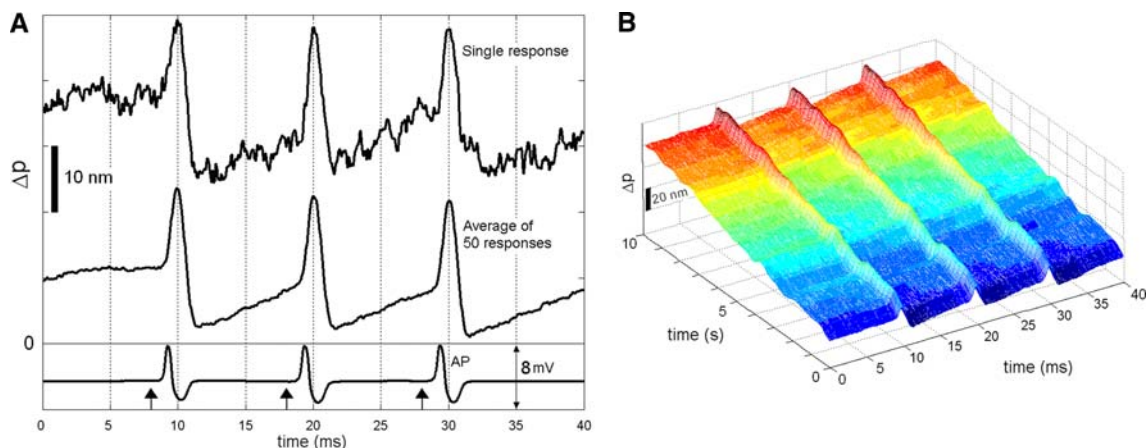 A
Single response
Δp
10 nm
Average of
50 responses
0
AP
8 mV
0 5 10 15 20 25 30 35 40
time (ms)
B
Δp
20 nm
10
5
0
time (s)
0 5 10 15 20 25 30 35 40
time (ms)